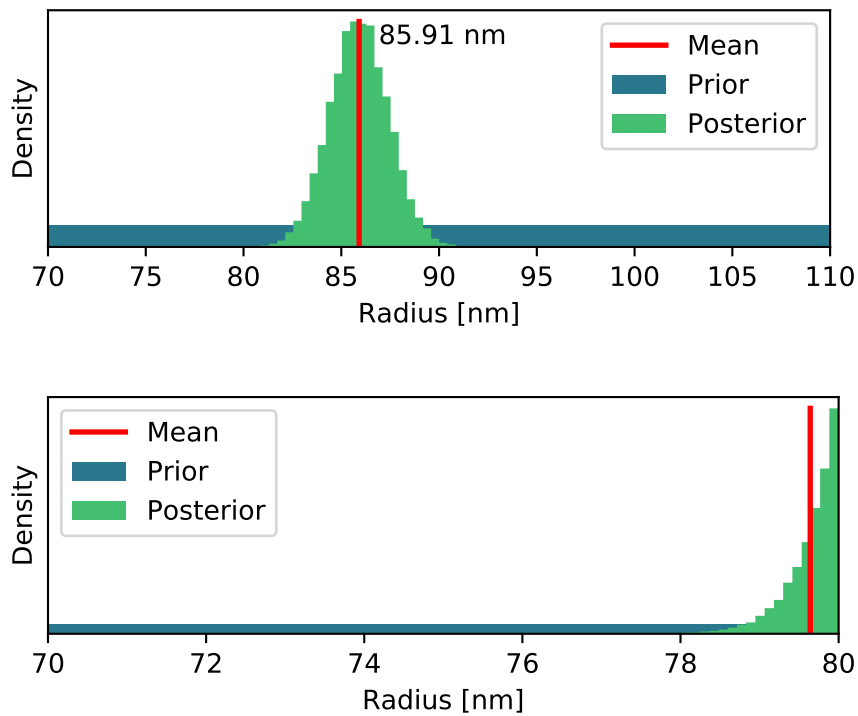 85.91 nm
Mean
Prior
Posterior
Density
70 75 80 85 90 95 100 105 110
Radius [nm]
Mean
Prior
Posterior
Density
70 72 74 76 78 80
Radius [nm]